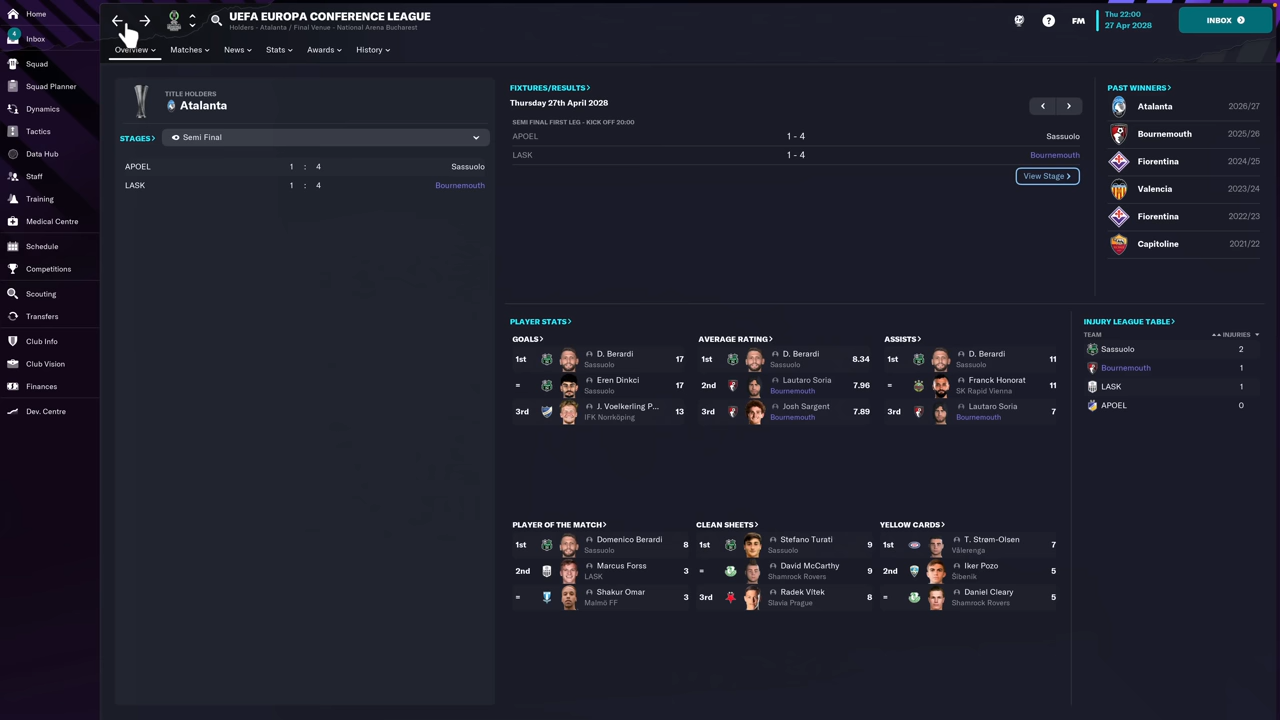 Home
4
Inbox
Squad
Squad Planner
Dynamics
Tactics
Data Hub
Staff
Training
Medical Centre
Schedule
Competitions
Scouting
Transfers
Club Info
Club Vision
Finances
Dev. Centre
UEFA EUROPA CONFERENCE LEAGUE
Holders - Atalanta / Final Venue - National Arena Bucharest
FM
Thu 22:00
27 Apr 2028
INBOX
Overview
Matches
News
Stats
Awards
History
TITLE HOLDERS
Atalanta
STAGES
Semi Final
APOEL 1 : 4 Sassuolo
LASK 1 : 4 Bournemouth
FIXTURES/RESULTS
Thursday 27th April 2028
SEMI FINAL FIRST LEG - KICK OFF 20:00
APOEL 1 - 4 Sassuolo
LASK 1 - 4 Bournemouth
View Stage
PAST WINNERS
Atalanta 2026/27
Bournemouth 2025/26
Fiorentina 2024/25
Valencia 2023/24
Fiorentina 2022/23
Capitoline 2021/22
PLAYER STATS
GOALS
1st D. Berardi 17
Sassuolo
= Eren Dinkci 17
Sassuolo
3rd J. Voelkerling P... 13
IFK Norrköping
AVERAGE RATING
1st D. Berardi 8.34
Sassuolo
2nd Lautaro Soria 7.96
Bournemouth
3rd Josh Sargent 7.89
Bournemouth
ASSISTS
1st D. Berardi 11
Sassuolo
= Franck Honorat 11
SK Rapid Vienna
3rd Lautaro Soria 7
Bournemouth
INJURY LEAGUE TABLE
TEAM INJURIES
Sassuolo 2
Bournemouth 1
LASK 1
APOEL 0
PLAYER OF THE MATCH
1st Domenico Berardi 8
Sassuolo
2nd Marcus Forss 3
LASK
= Shakur Omar 3
Malmö FF
CLEAN SHEETS
1st Stefano Turati 9
Sassuolo
= David McCarthy 9
Shamrock Rovers
3rd Radek Vítek 8
Slavia Prague
YELLOW CARDS
1st T. Strøm-Olsen 7
Vålerenga
2nd Iker Pozo 5
Šibenik
= Daniel Cleary 5
Shamrock Rovers